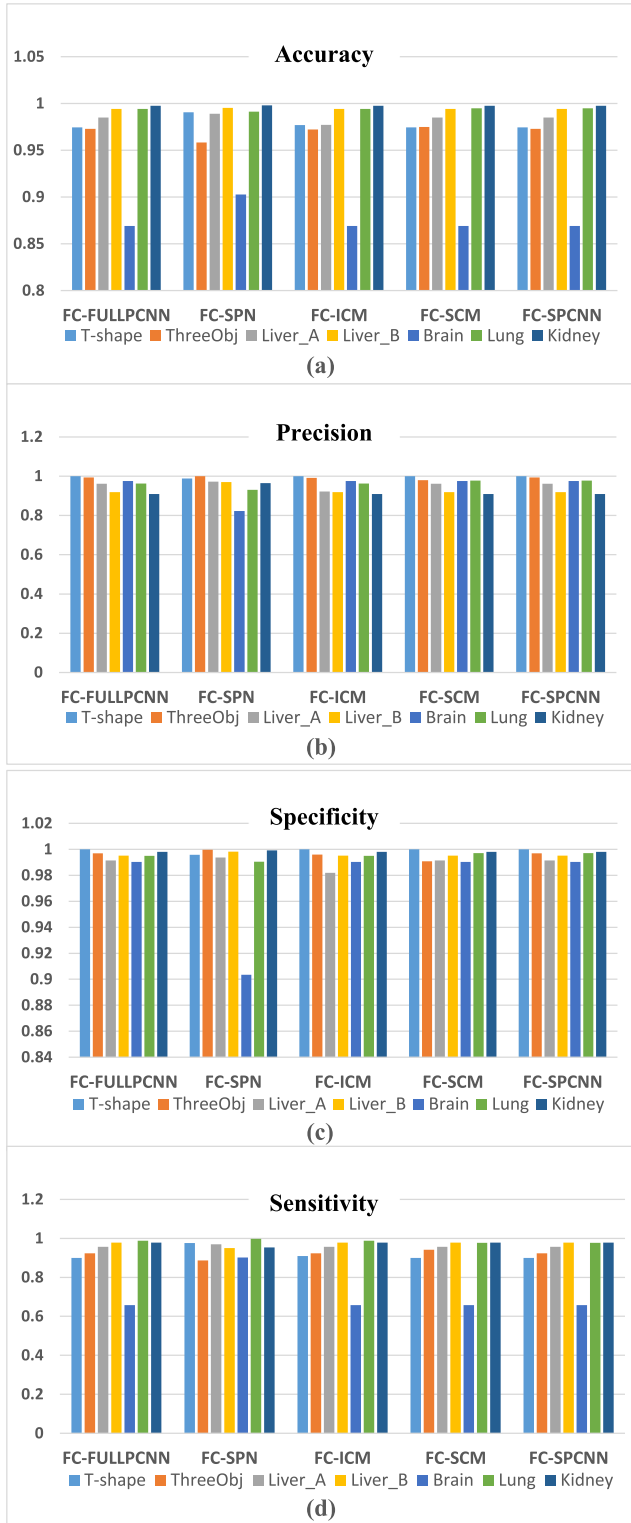 Accuracy
1.05
1
0.95
0.9
0.85
0.8
FC-FULLPCNN FC-SPN FC-ICM FC-SCM FC-SPCNN
T-shape ThreeObj Liver_A Liver_B Brain Lung Kidney
(a)
Precision
1.2
1
0.8
0.6
0.4
0.2
0
FC-FULLPCNN FC-SPN FC-ICM FC-SCM FC-SPCNN
T-shape ThreeObj Liver_A Liver_B Brain Lung Kidney
(b)
Specificity
1.02
1
0.98
0.96
0.94
0.92
0.9
0.88
0.86
0.84
FC-FULLPCNN FC-SPN FC-ICM FC-SCM FC-SPCNN
T-shape ThreeObj Liver_A Liver_B Brain Lung Kidney
(c)
Sensitivity
1.2
1
0.8
0.6
0.4
0.2
0
FC-FULLPCNN FC-SPN FC-ICM FC-SCM FC-SPCNN
T-shape ThreeObj Liver_A Liver_B Brain Lung Kidney
(d)